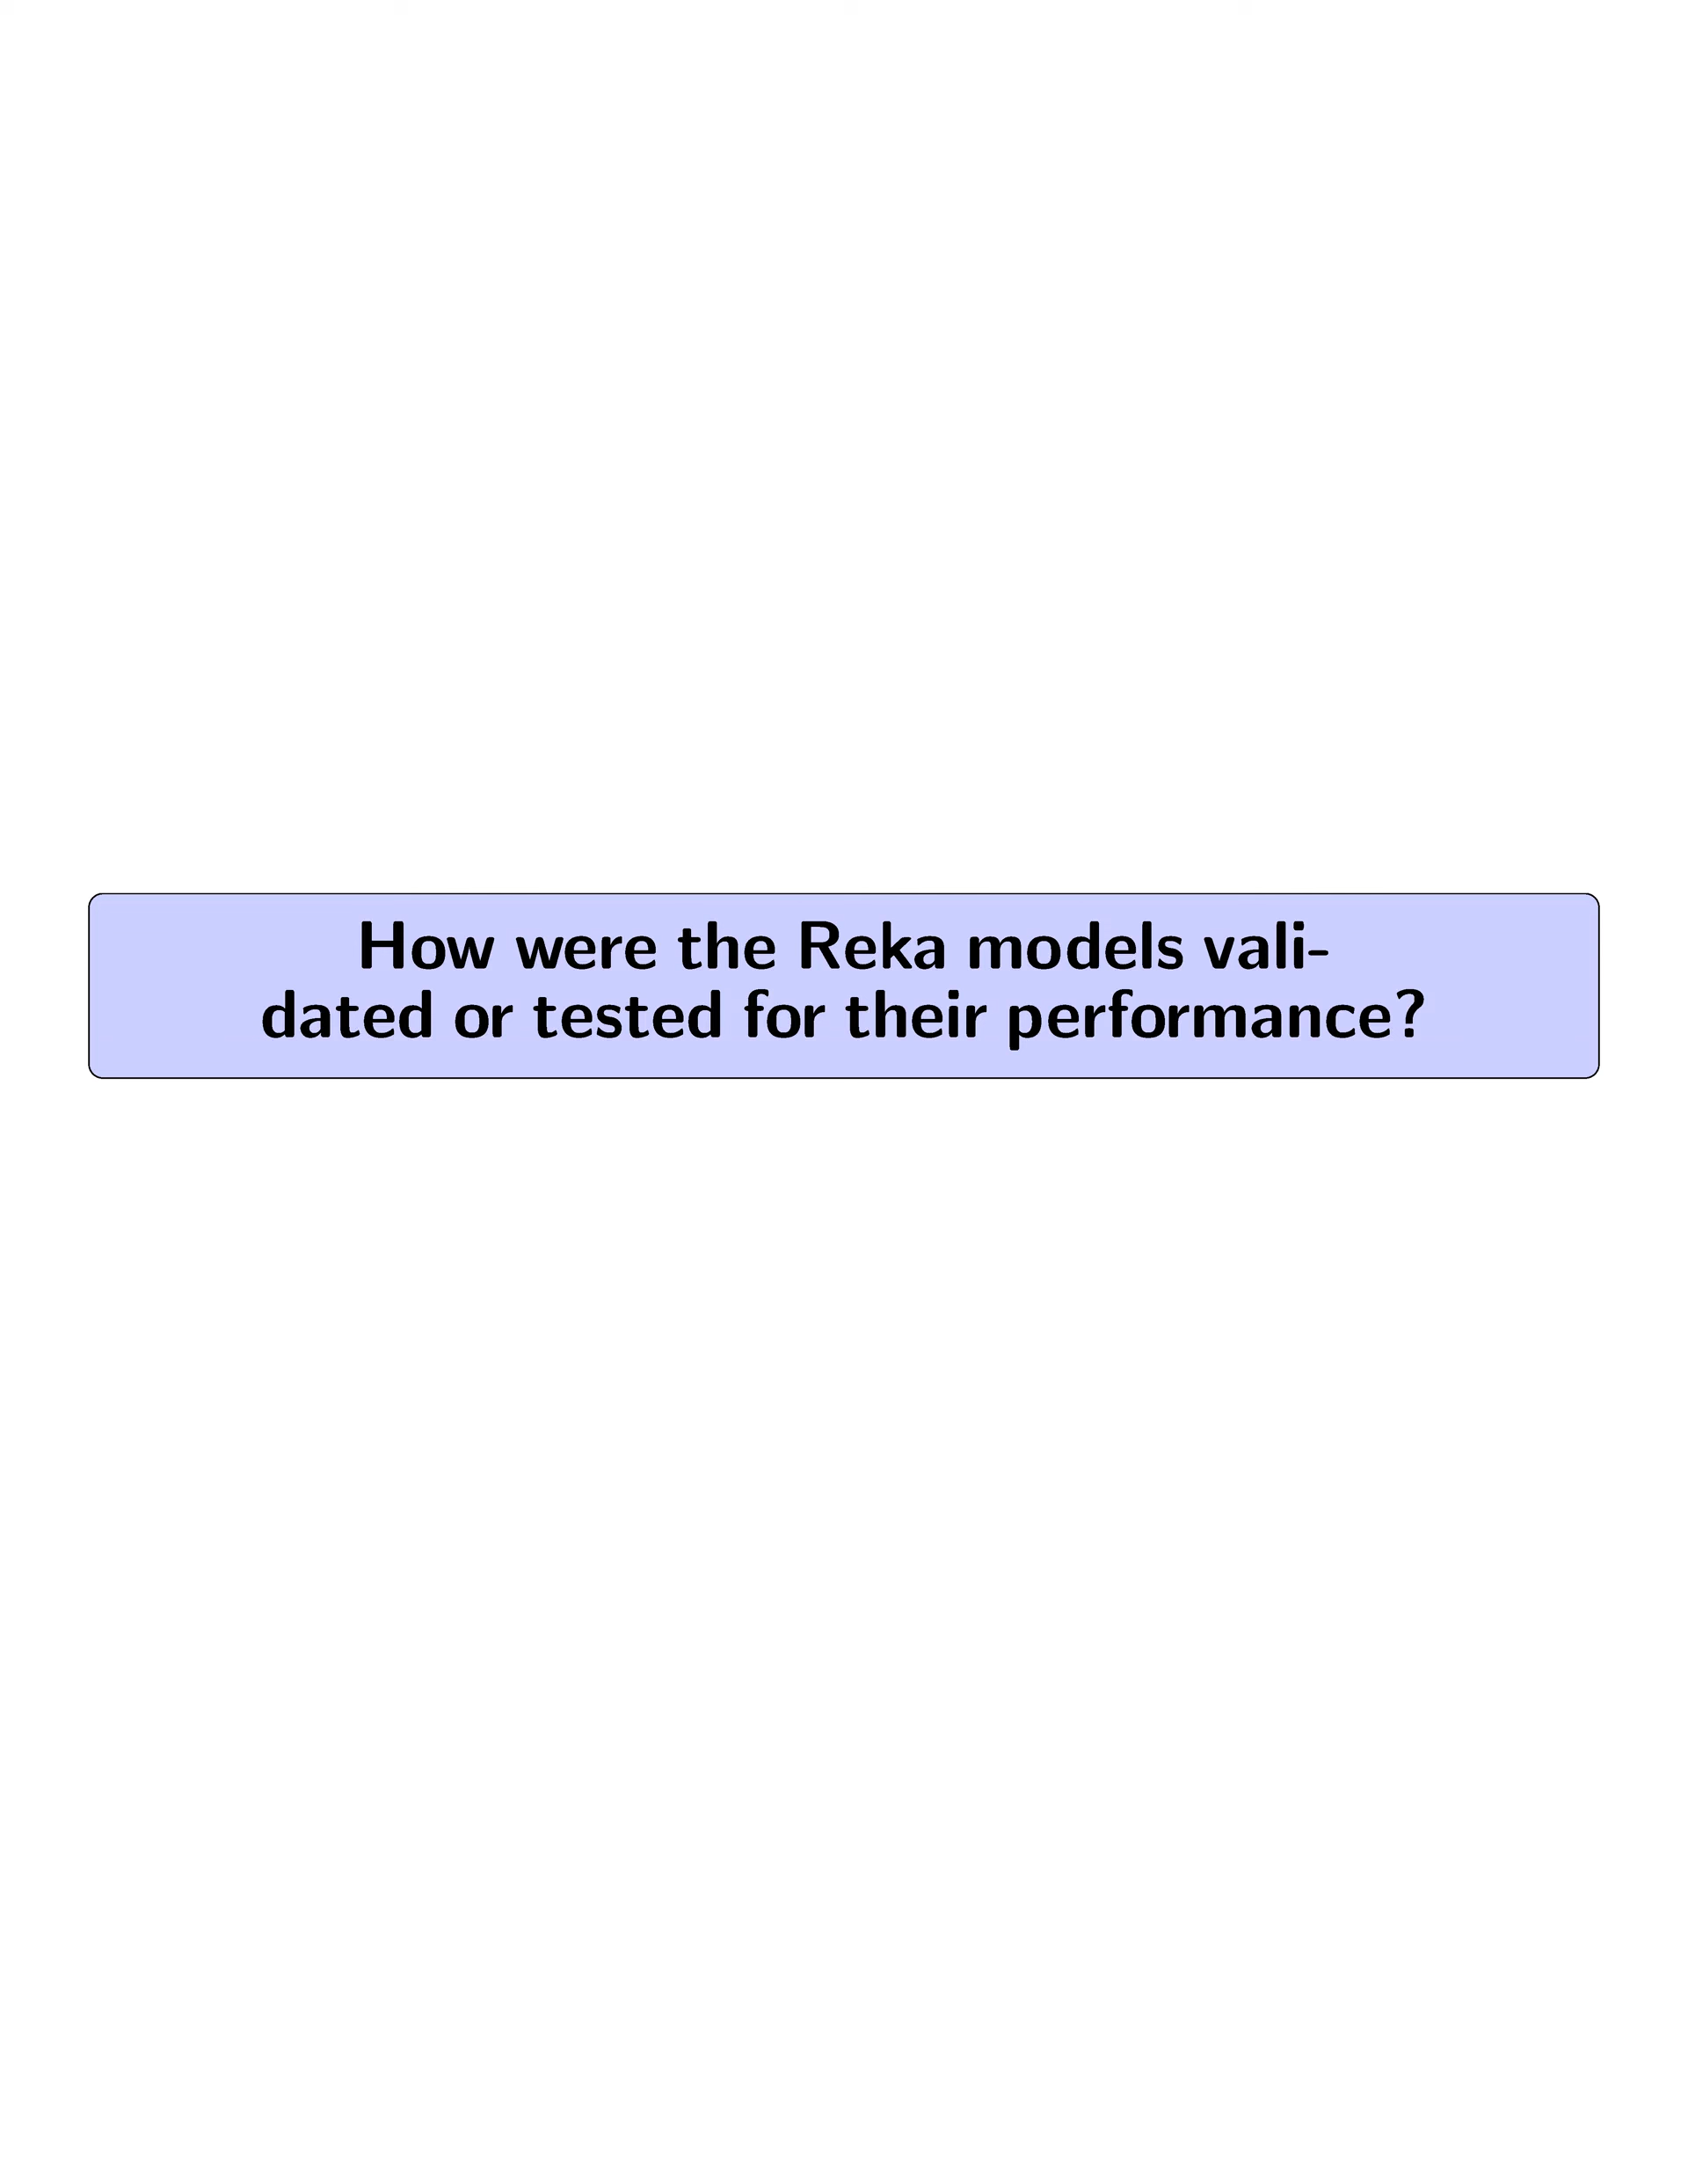 How were the Reka models vali-
dated or tested for their performance?